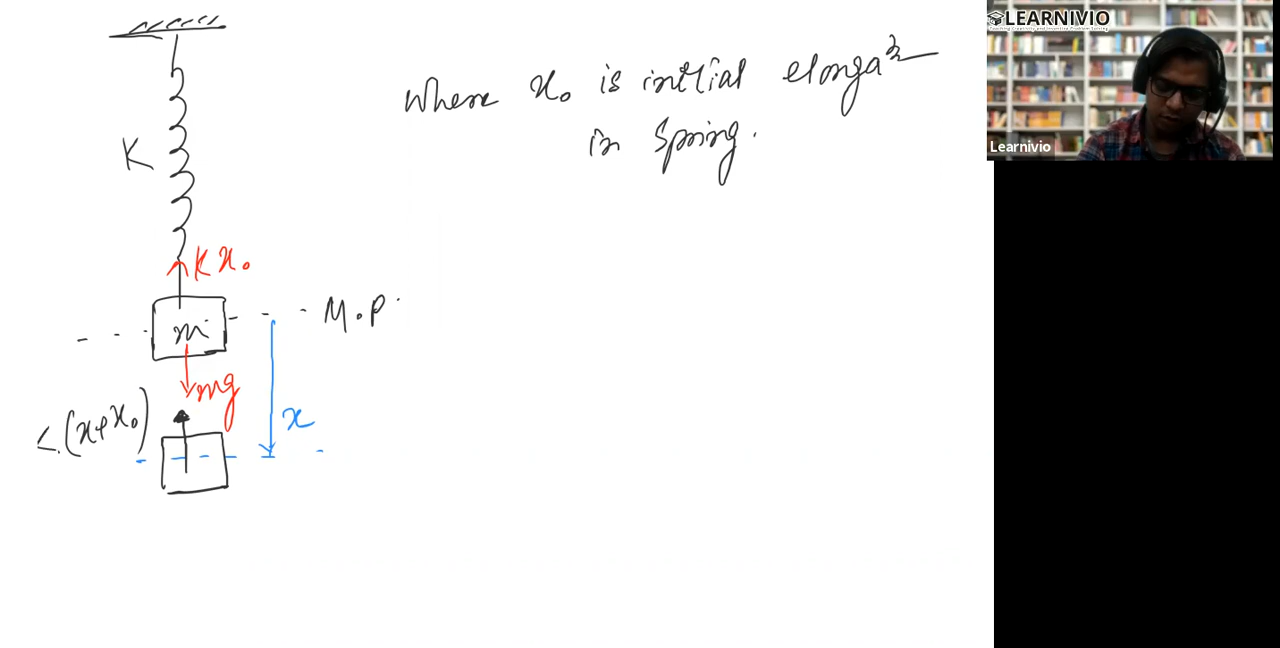 LEARNIVIO
Where x₀ is initial elongaⁿ
in Spring.
K
K x₀
m
M.P.
mg
(x+x₀)
x
Learnivio